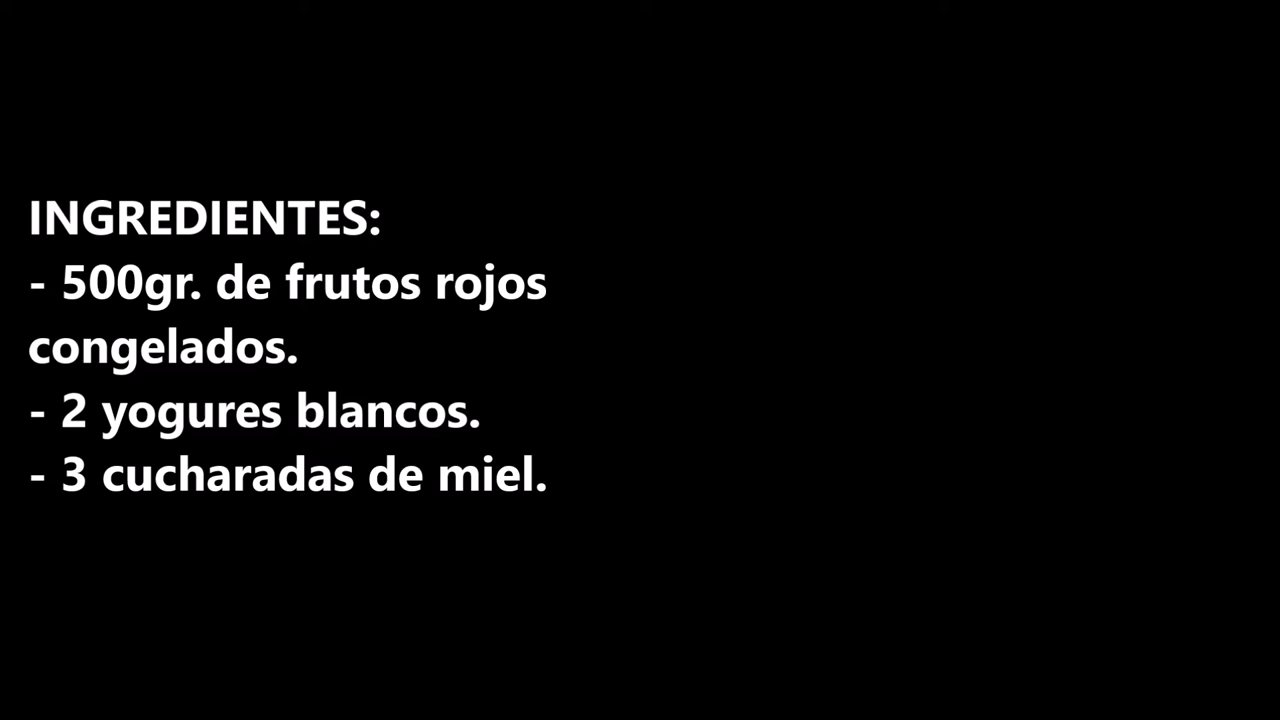 INGREDIENTES:
- 500gr. de frutos rojos
congelados.
- 2 yogures blancos.
- 3 cucharadas de miel.